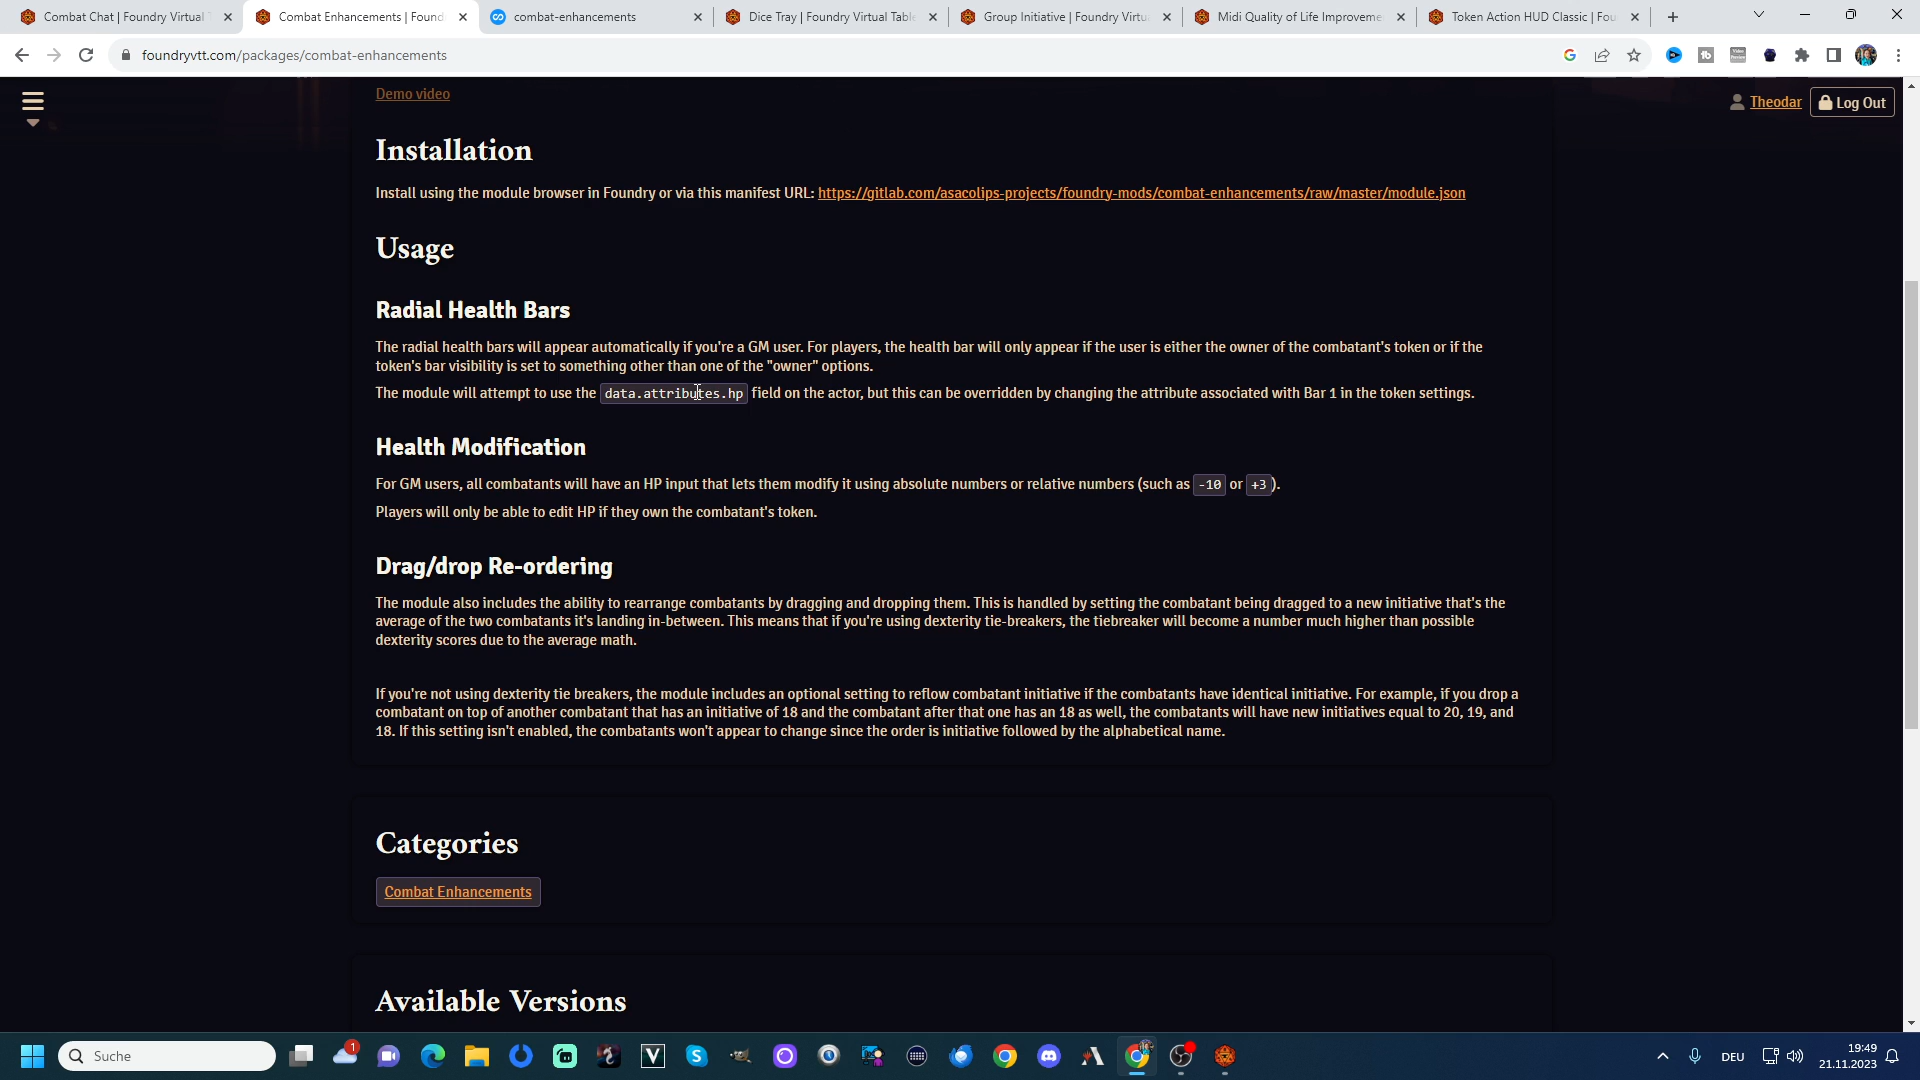 Combat Chat | Foundry Virtual T
Combat Enhancements | Found
combat-enhancements
Dice Tray | Foundry Virtual Table
Group Initiative | Foundry Virtu
Midi Quality of Life Improveme
Token Action HUD Classic | Fou
foundryvtt.com/packages/combat-enhancements
Demo video
Theodar
Log Out
Installation
Install using the module browser in Foundry or via this manifest URL: https://gitlab.com/asacolips-projects/foundry-mods/combat-enhancements/raw/master/module.json
Usage
Radial Health Bars
The radial health bars will appear automatically if you're a GM user. For players, the health bar will only appear if the user is either the owner of the combatant's token or if the
token's bar visibility is set to something other than one of the "owner" options.
The module will attempt to use the data.attributes.hp field on the actor, but this can be overridden by changing the attribute associated with Bar 1 in the token settings.
Health Modification
For GM users, all combatants will have an HP input that lets them modify it using absolute numbers or relative numbers (such as -10 or +3).
Players will only be able to edit HP if they own the combatant's token.
Drag/drop Re-ordering
The module also includes the ability to rearrange combatants by dragging and dropping them. This is handled by setting the combatant being dragged to a new initiative that's the
average of the two combatants it's landing in-between. This means that if you're using dexterity tie-breakers, the tiebreaker will become a number much higher than possible
dexterity scores due to the average math.
If you're not using dexterity tie breakers, the module includes an optional setting to reflow combatant initiative if the combatants have identical initiative. For example, if you drop a
combatant on top of another combatant that has an initiative of 18 and the combatant after that one has an 18 as well, the combatants will have new initiatives equal to 20, 19, and
18. If this setting isn't enabled, the combatants won't appear to change since the order is initiative followed by the alphabetical name.
Categories
Combat Enhancements
Available Versions
Suche
1
DEU
19:49
21.11.2023